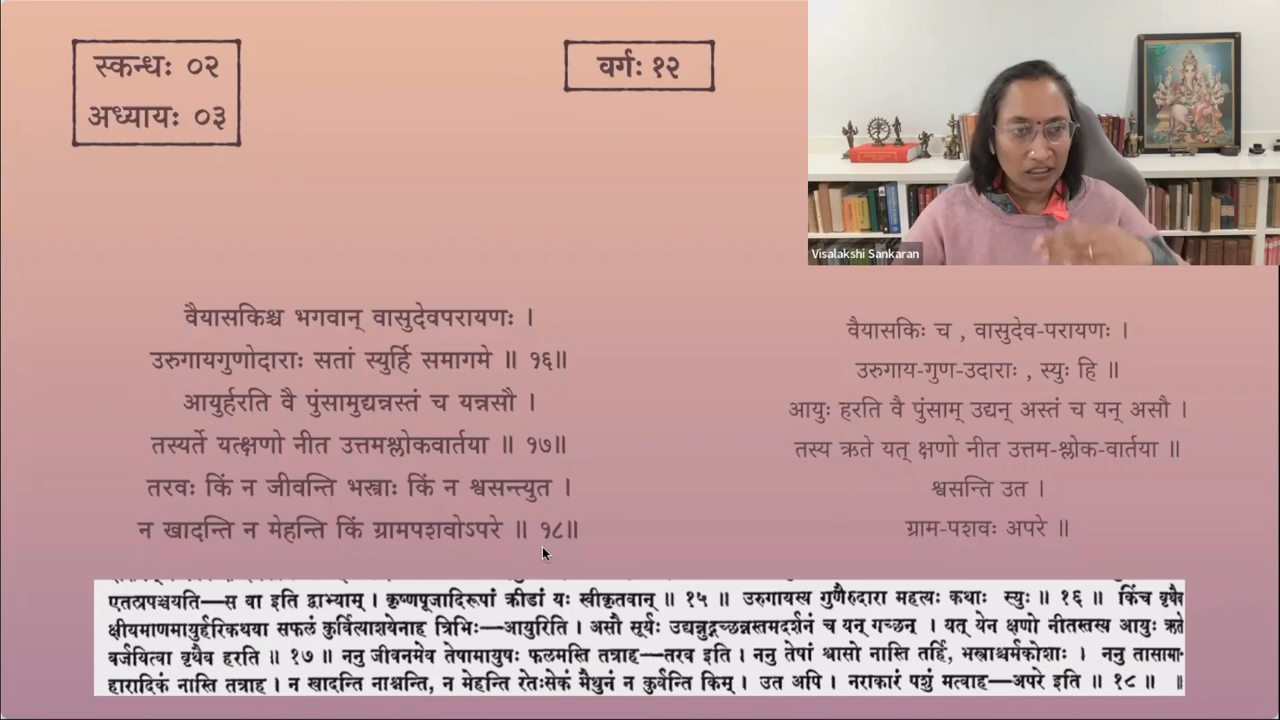 स्कन्धः ०२
अध्यायः ०३
वर्गः १२
Visalakshi Sankaran
वैयासकिश्च भगवान् वासुदेवपरायणः ।
उरुगायगुणोदाराः सतां स्युर्हि समागमे ॥ १६॥
आयुर्हरति वै पुंसामुद्यन्नस्तं च यन्नसौ ।
तस्यर्ते यत्क्षणो नीत उत्तमश्लोकवार्तया ॥ १७॥
तरवः किं न जीवन्ति भस्त्राः किं न श्वसन्त्युत ।
न खादन्ति न मेहन्ति किं ग्रामपशवोऽपरे ॥ १८॥
वैयासकिः च , वासुदेव-परायणः ।
उरुगाय-गुण-उदाराः , स्युः हि ॥
आयुः हरति वै पुंसाम् उद्यन् अस्तं च यन् असौ ।
तस्य ऋते यत् क्षणो नीत उत्तम-श्लोक-वार्तया ॥
श्वसन्ति उत ।
ग्राम-पशवः अपरे ॥
एतत्प्रपञ्चयति—स वा इति द्वाभ्याम् । कृष्णपूजादिरूपां क्रीडां यः स्वीकृतवान् ॥ १५ ॥ उरुगायस्य गुणैरुदारा महत्यः कथाः स्युः ॥ १६ ॥ किंच वृथैव
क्षीयमाणमायुर्हरिकथया सफलं कुर्वित्याशयेनाह त्रिभिः—आयुरिति । असौ सूर्यः उद्यन्नुद्गच्छन्नस्तमदर्शनं च यन् गच्छन् । यत् येन क्षणो नीतस्तस्य आयुः ऋते
वर्जयित्वा वृथैव हरति ॥ १७ ॥ ननु जीवनमेव तेषामायुषः फलमस्ति तत्राह—तरव इति । ननु तेषां श्वासो नास्ति तर्हि, भस्त्राश्चर्मकोशाः । ननु तासामा-
हारादिकं नास्ति तत्राह । न खादन्ति नाश्नन्ति, न मेहन्ति रेतःसेकं मैथुनं न कुर्वन्ति किम् । उत अपि । नराकारं पशुं मत्वाह—अपरे इति ॥ १८ ॥ ॥